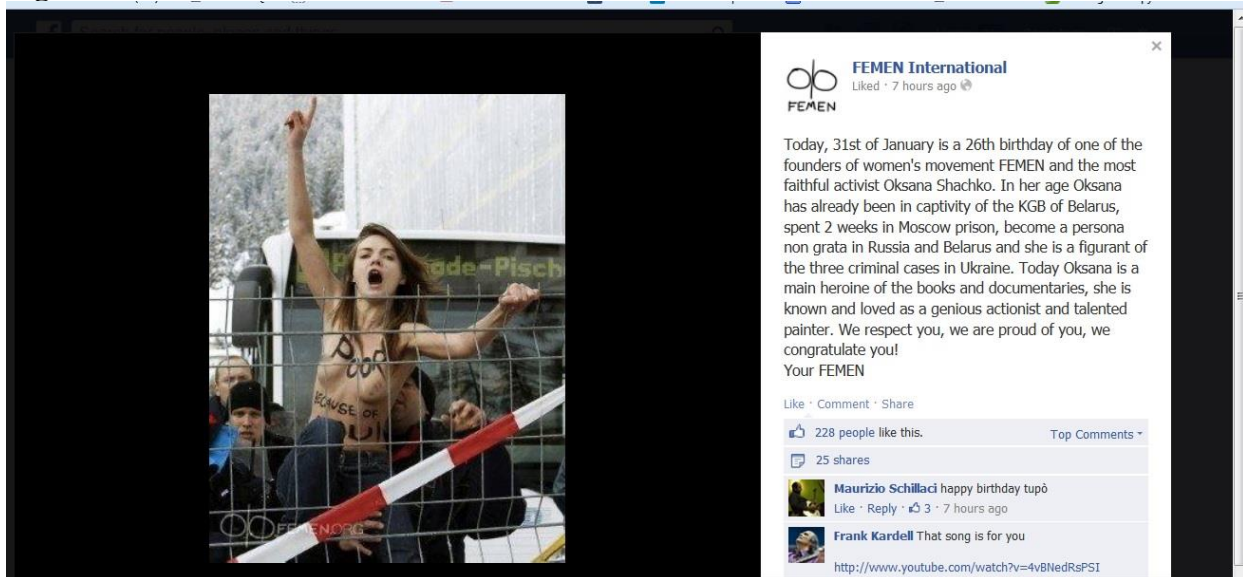 FEMEN International
Liked · 7 hours ago
FEMEN
Today, 31st of January is a 26th birthday of one of the
founders of women's movement FEMEN and the most
faithful activist Oksana Shachko. In her age Oksana
has already been in captivity of the KGB of Belarus,
spent 2 weeks in Moscow prison, become a persona
non grata in Russia and Belarus and she is a figurant of
the three criminal cases in Ukraine. Today Oksana is a
main heroine of the books and documentaries, she is
known and loved as a genious actionist and talented
painter. We respect you, we are proud of you, we
congratulate you!
Your FEMEN
Like · Comment · Share
228 people like this.
Top Comments
25 shares
Maurizio Schillaci happy birthday tupò
Like · Reply · 3 · 7 hours ago
Frank Kardell That song is for you
http://www.youtube.com/watch?v=4vBNedRsPSI
ade-Pisch
POOR
BECAUSE OF
FEMEN.ORG